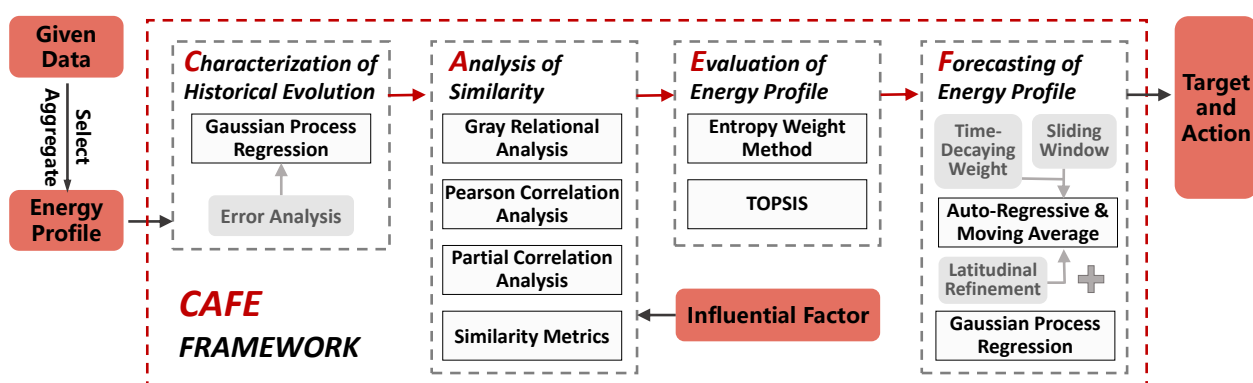 Given
Data
Select
Aggregate
Energy
Profile
Characterization of
Historical Evolution
Gaussian Process
Regression
Error Analysis
CAFE
FRAMEWORK
Analysis of
Similarity
Gray Relational
Analysis
Pearson Correlation
Analysis
Partial Correlation
Analysis
Similarity Metrics
Influential Factor
Evaluation of
Energy Profile
Entropy Weight
Method
TOPSIS
Forecasting of
Energy Profile
Time-
Decaying
Weight
Sliding
Window
Auto-Regressive &
Moving Average
Latitudinal
Refinement
Gaussian Process
Regression
Target
and
Action